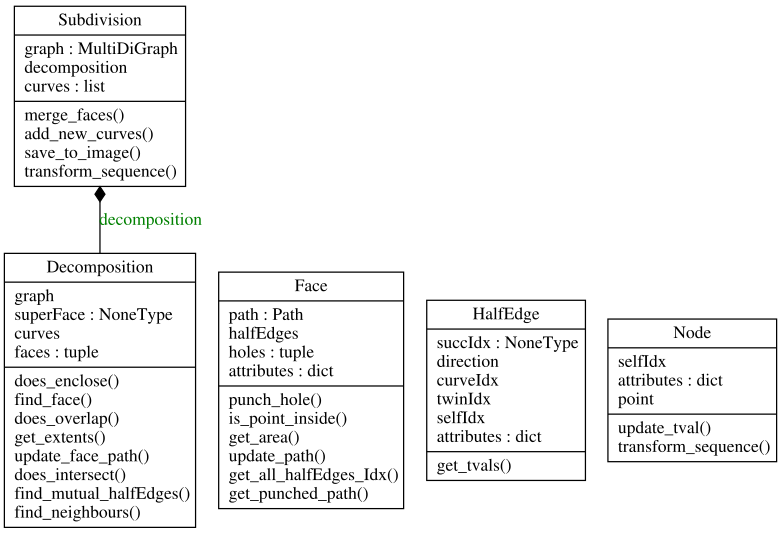 Subdivision
graph : MultiDiGraph
decomposition
curves : list
merge_faces()
add_new_curves()
save_to_image()
transform_sequence()
decomposition
Decomposition
graph
superFace : NoneType
curves
faces : tuple
does_enclose()
find_face()
does_overlap()
get_extents()
update_face_path()
does_intersect()
find_mutual_halfEdges()
find_neighbours()
Face
path : Path
halfEdges
holes : tuple
attributes : dict
punch_hole()
is_point_inside()
get_area()
update_path()
get_all_halfEdges_Idx()
get_punched_path()
HalfEdge
succIdx : NoneType
direction
curveIdx
twinIdx
selfIdx
attributes : dict
get_tvals()
Node
selfIdx
attributes : dict
point
update_tval()
transform_sequence()